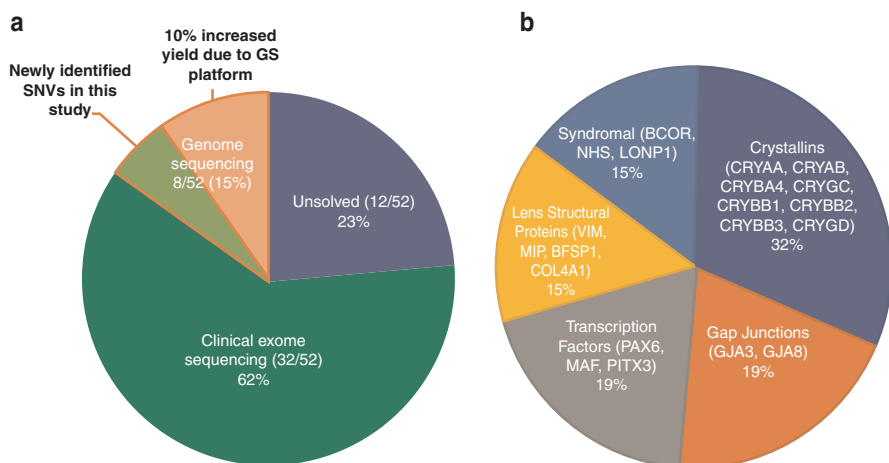 a
10% increased
yield due to GS
platform
Newly identified
SNVs in this
study
Genome
sequencing
8/52 (15%)
Unsolved (12/52)
23%
Clinical exome
sequencing (32/52)
62%
b
Syndromal (BCOR,
NHS, LONP1)
15%
Crystallins
(CRYAA, CRYAB,
CRYBA4, CRYGC,
CRYBB1, CRYBB2,
CRYBB3, CRYGD)
32%
Lens Structural
Proteins (VIM,
MIP, BFSP1,
COL4A1)
15%
Transcription
Factors (PAX6,
MAF, PITX3)
19%
Gap Junctions
(GJA3, GJA8)
19%